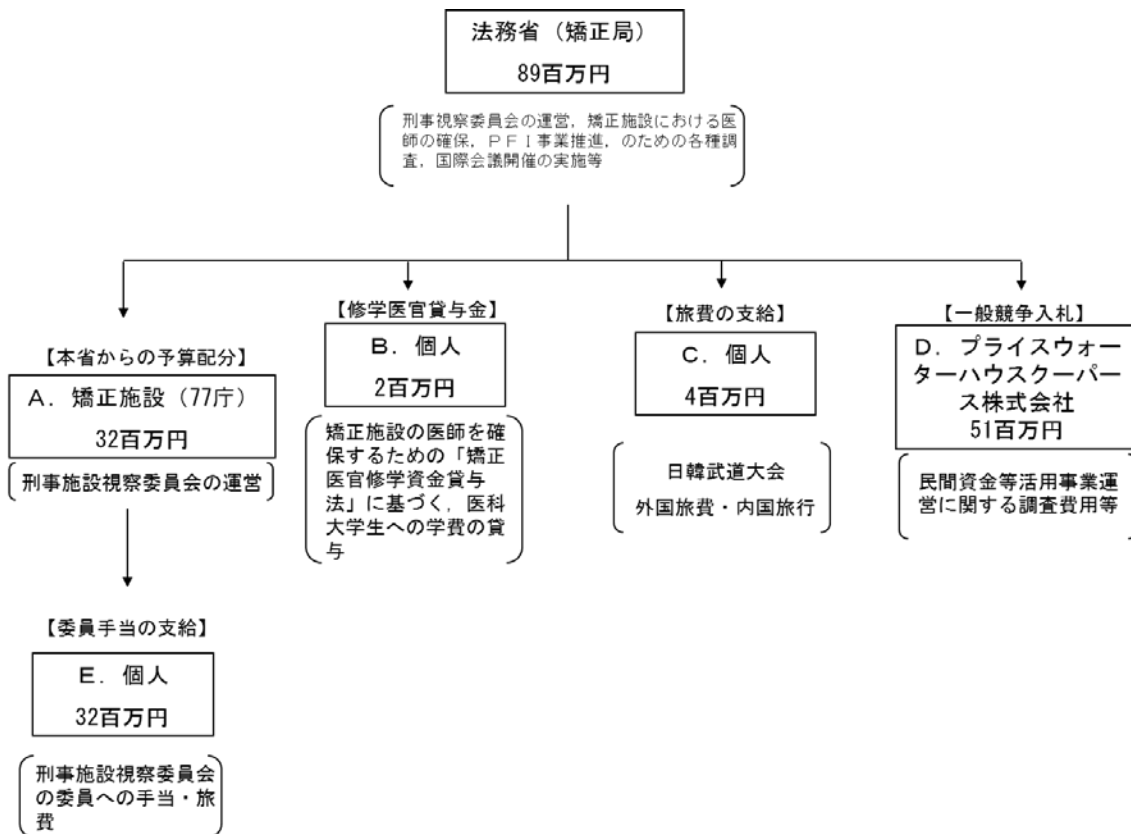 法務省（矯正局）
89百万円
刑事視察委員会の運営，矯正施設における医
師の確保，ＰＦＩ事業推進，のための各種調
査，国際会議開催の実施等
【本省からの予算配分】
Ａ．矯正施設（77庁）
32百万円
刑事施設視察委員会の運営
【修学医官貸与金】
Ｂ．個人
2百万円
矯正施設の医師を確
保するための「矯正
医官修学資金貸与
法」に基づく，医科
大学生への学費の貸
与
【旅費の支給】
Ｃ．個人
4百万円
日韓武道大会
外国旅費・内国旅行
【一般競争入札】
Ｄ．プライスウォー
ターハウスクーパー
ス株式会社
51百万円
民間資金等活用事業運
営に関する調査費用等
【委員手当の支給】
Ｅ．個人
32百万円
刑事施設視察委員会
の委員への手当・旅
費